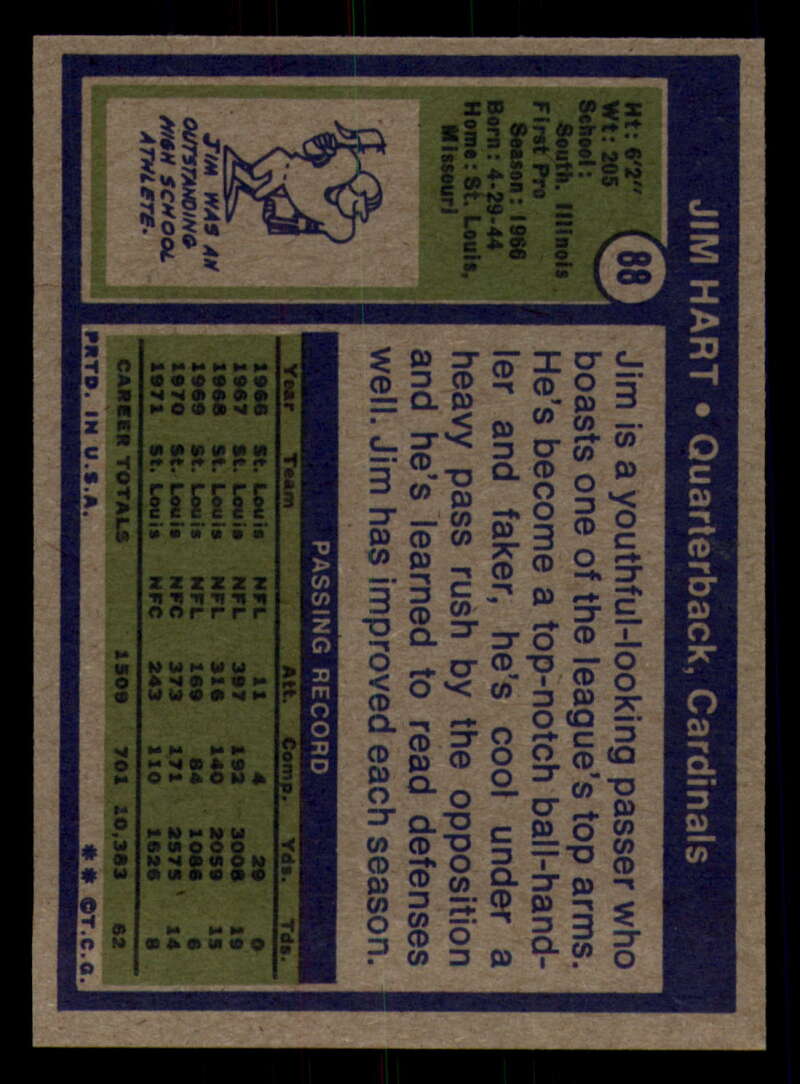 JIM HART • Quarterback, Cardinals
88
Ht: 6'2"
Wt: 205
School:
South. Illinois
First Pro
Season: 1966
Born: 4-29-44
Home: St. Louis,
Missouri
JIM WAS AN
OUTSTANDING
HIGH SCHOOL
ATHLETE.
Jim is a youthful-looking passer who
boasts one of the league's top arms.
He's become a top-notch ball-hand-
ler and faker, he's cool under a
heavy pass rush by the opposition
and he's learned to read defenses
well. Jim has improved each season.
PASSING RECORD
Year Team Att. Comp. Yds. Tds.
1966 St. Louis NFL 11 4 29 0
1967 St. Louis NFL 397 192 3008 19
1968 St. Louis NFL 316 140 2059 15
1969 St. Louis NFL 169 84 1086 6
1970 St. Louis NFC 373 171 2575 14
1971 St. Louis NFC 243 110 1626 8
CAREER TOTALS 1509 701 10,383 62
PRTD. IN U.S.A. ** ©T.C.G.